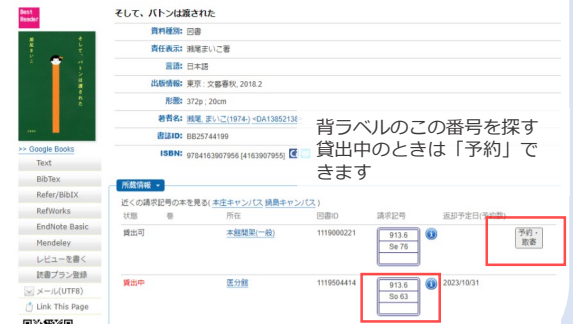 Best
Reader
そして、バトンは渡された
瀬尾まいこ
そして、バトンは渡された
資料種別: 図書
責任表示: 瀬尾まいこ著
言語: 日本語
出版情報: 東京 : 文藝春秋, 2018.2
形態: 372p ; 20cm
著者名: 瀬尾, まいこ(1974-) <DA1385213
書誌ID: BB25744199
ISBN: 9784163907956 [4163907955]
背ラベルのこの番号を探す
貸出中のときは「予約」で
きます
>> Google Books
Text
BibTex
Refer/BibIX
RefWorks
EndNote Basic
Mendeley
レビューを書く
読書プラン登録
メール(UTF8)
Link This Page
所蔵情報
近くの請求記号の本を見る( 本庄キャンパス 鍋島キャンパス )
状態 巻 所在 図書ID 請求記号 返却予定日(予約数)
貸出可 本館開架(一般) 1119000221 913.6 Se 76 予約・取寄
貸出中 医分館 1119504414 913.6 So 63 2023/10/31